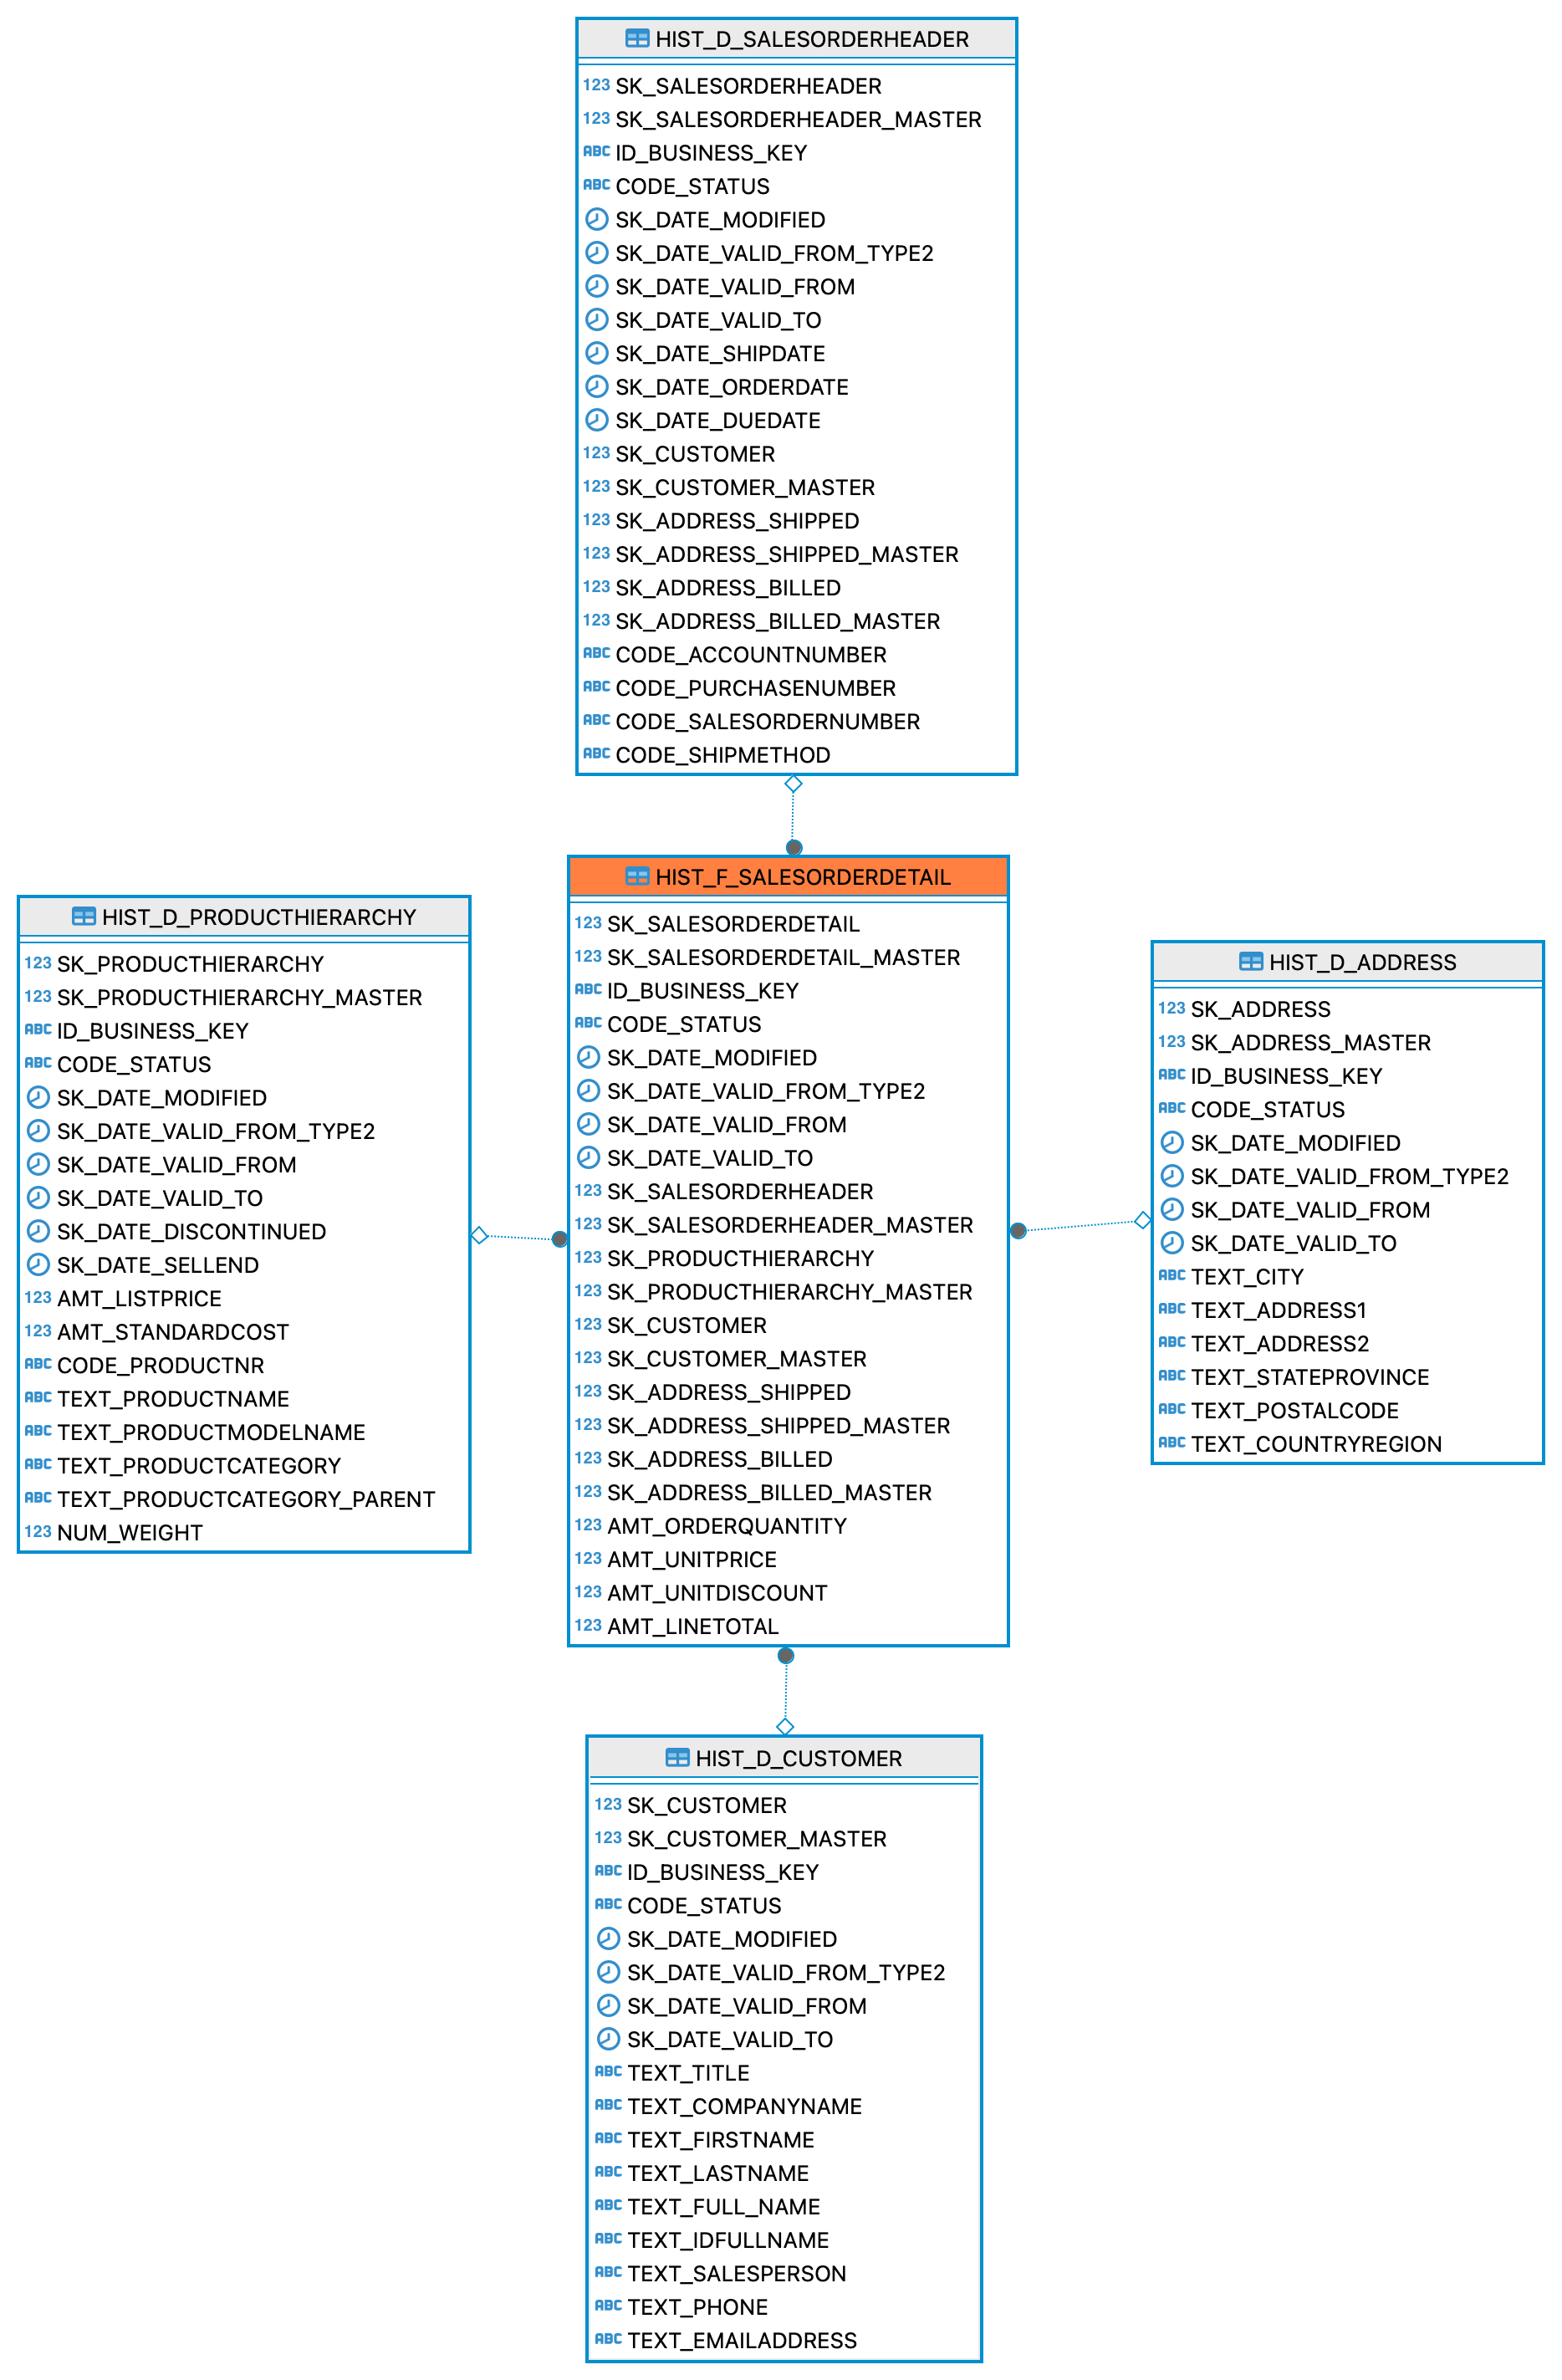 HIST_D_SALESORDERHEADER
123 SK_SALESORDERHEADER
123 SK_SALESORDERHEADER_MASTER
ABC ID_BUSINESS_KEY
ABC CODE_STATUS
SK_DATE_MODIFIED
SK_DATE_VALID_FROM_TYPE2
SK_DATE_VALID_FROM
SK_DATE_VALID_TO
SK_DATE_SHIPDATE
SK_DATE_ORDERDATE
SK_DATE_DUEDATE
123 SK_CUSTOMER
123 SK_CUSTOMER_MASTER
123 SK_ADDRESS_SHIPPED
123 SK_ADDRESS_SHIPPED_MASTER
123 SK_ADDRESS_BILLED
123 SK_ADDRESS_BILLED_MASTER
ABC CODE_ACCOUNTNUMBER
ABC CODE_PURCHASENUMBER
ABC CODE_SALESORDERNUMBER
ABC CODE_SHIPMETHOD
HIST_D_PRODUCTHIERARCHY
123 SK_PRODUCTHIERARCHY
123 SK_PRODUCTHIERARCHY_MASTER
ABC ID_BUSINESS_KEY
ABC CODE_STATUS
SK_DATE_MODIFIED
SK_DATE_VALID_FROM_TYPE2
SK_DATE_VALID_FROM
SK_DATE_VALID_TO
SK_DATE_DISCONTINUED
SK_DATE_SELLEND
123 AMT_LISTPRICE
123 AMT_STANDARDCOST
ABC CODE_PRODUCTNR
ABC TEXT_PRODUCTNAME
ABC TEXT_PRODUCTMODELNAME
ABC TEXT_PRODUCTCATEGORY
ABC TEXT_PRODUCTCATEGORY_PARENT
123 NUM_WEIGHT
HIST_F_SALESORDERDETAIL
123 SK_SALESORDERDETAIL
123 SK_SALESORDERDETAIL_MASTER
ABC ID_BUSINESS_KEY
ABC CODE_STATUS
SK_DATE_MODIFIED
SK_DATE_VALID_FROM_TYPE2
SK_DATE_VALID_FROM
SK_DATE_VALID_TO
123 SK_SALESORDERHEADER
123 SK_SALESORDERHEADER_MASTER
123 SK_PRODUCTHIERARCHY
123 SK_PRODUCTHIERARCHY_MASTER
123 SK_CUSTOMER
123 SK_CUSTOMER_MASTER
123 SK_ADDRESS_SHIPPED
123 SK_ADDRESS_SHIPPED_MASTER
123 SK_ADDRESS_BILLED
123 SK_ADDRESS_BILLED_MASTER
123 AMT_ORDERQUANTITY
123 AMT_UNITPRICE
123 AMT_UNITDISCOUNT
123 AMT_LINETOTAL
HIST_D_ADDRESS
123 SK_ADDRESS
123 SK_ADDRESS_MASTER
ABC ID_BUSINESS_KEY
ABC CODE_STATUS
SK_DATE_MODIFIED
SK_DATE_VALID_FROM_TYPE2
SK_DATE_VALID_FROM
SK_DATE_VALID_TO
ABC TEXT_CITY
ABC TEXT_ADDRESS1
ABC TEXT_ADDRESS2
ABC TEXT_STATEPROVINCE
ABC TEXT_POSTALCODE
ABC TEXT_COUNTRYREGION
HIST_D_CUSTOMER
123 SK_CUSTOMER
123 SK_CUSTOMER_MASTER
ABC ID_BUSINESS_KEY
ABC CODE_STATUS
SK_DATE_MODIFIED
SK_DATE_VALID_FROM_TYPE2
SK_DATE_VALID_FROM
SK_DATE_VALID_TO
ABC TEXT_TITLE
ABC TEXT_COMPANYNAME
ABC TEXT_FIRSTNAME
ABC TEXT_LASTNAME
ABC TEXT_FULL_NAME
ABC TEXT_IDFULLNAME
ABC TEXT_SALESPERSON
ABC TEXT_PHONE
ABC TEXT_EMAILADDRESS